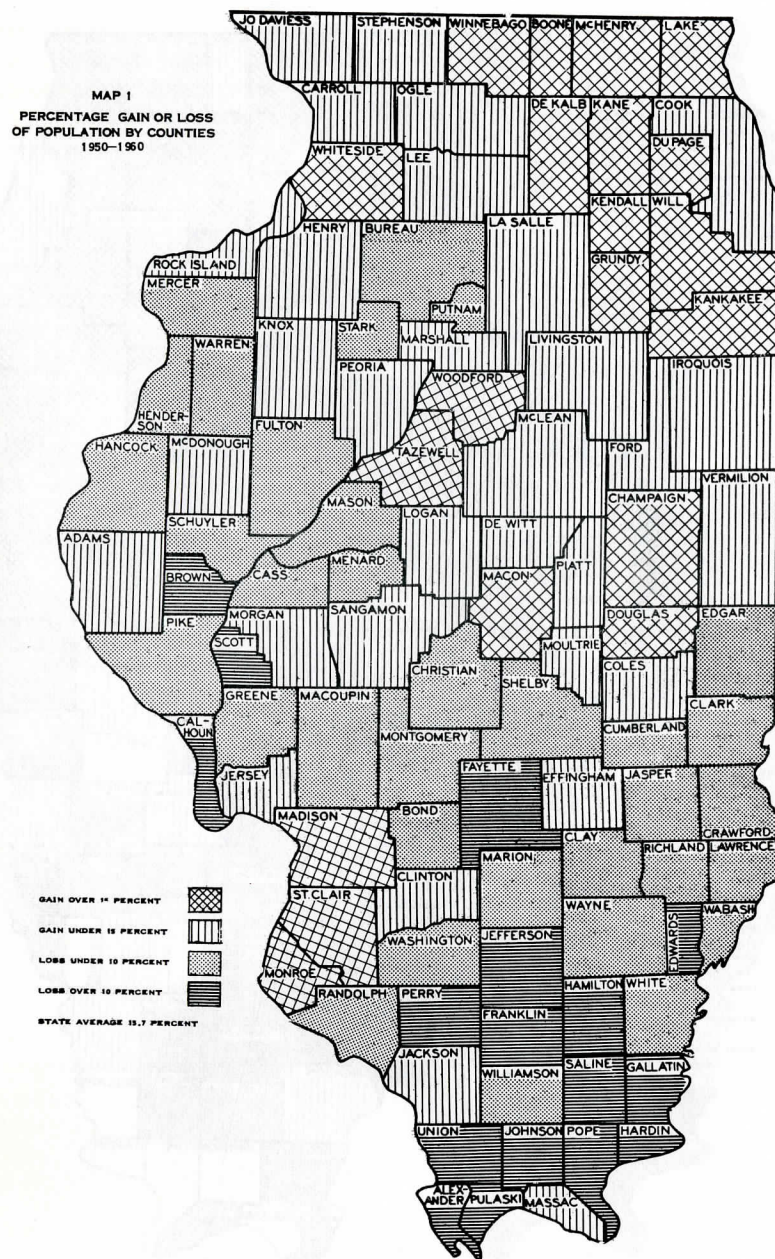 MAP 1
PERCENTAGE GAIN OR LOSS
OF POPULATION BY COUNTIES
1950—1960
JO DAVIESS
STEPHENSON
WINNEBAGO
BOONE
McHENRY
LAKE
CARROLL
OGLE
DE KALB
KANE
COOK
DU PAGE
WHITESIDE
LEE
KENDALL
WILL
HENRY
BUREAU
LA SALLE
ROCK ISLAND
GRUNDY
MERCER
KANKAKEE
PUTNAM
KNOX
STARK
MARSHALL
LIVINGSTON
WARREN
PEORIA
IROQUOIS
WOODFORD
HENDER-
SON
FULTON
McLEAN
HANCOCK
McDONOUGH
TAZEWELL
FORD
VERMILION
MASON
CHAMPAIGN
SCHUYLER
LOGAN
DE WITT
ADAMS
MENARD
PIATT
BROWN
CASS
MACON
PIKE
MORGAN
SANGAMON
DOUGLAS
EDGAR
SCOTT
MOULTRIE
CHRISTIAN
COLES
SHELBY
GREENE
MACOUPIN
CLARK
CAL-
HOUN
MONTGOMERY
CUMBERLAND
FAYETTE
EFFINGHAM
JASPER
JERSEY
MADISON
BOND
CLAY
CRAWFORD
RICHLAND
LAWRENCE
MARION
CLINTON
ST. CLAIR
WAYNE
WABASH
EDWARDS
JEFFERSON
WASHINGTON
MONROE
HAMILTON
WHITE
RANDOLPH
PERRY
FRANKLIN
JACKSON
SALINE
GALLATIN
WILLIAMSON
UNION
JOHNSON
POPE
HARDIN
ALEX-
ANDER
PULASKI
MASSAC
GAIN OVER PERCENT
GAIN UNDER 15 PERCENT
LOSS UNDER 10 PERCENT
LOSS OVER 10 PERCENT
STATE AVERAGE 15.7 PERCENT